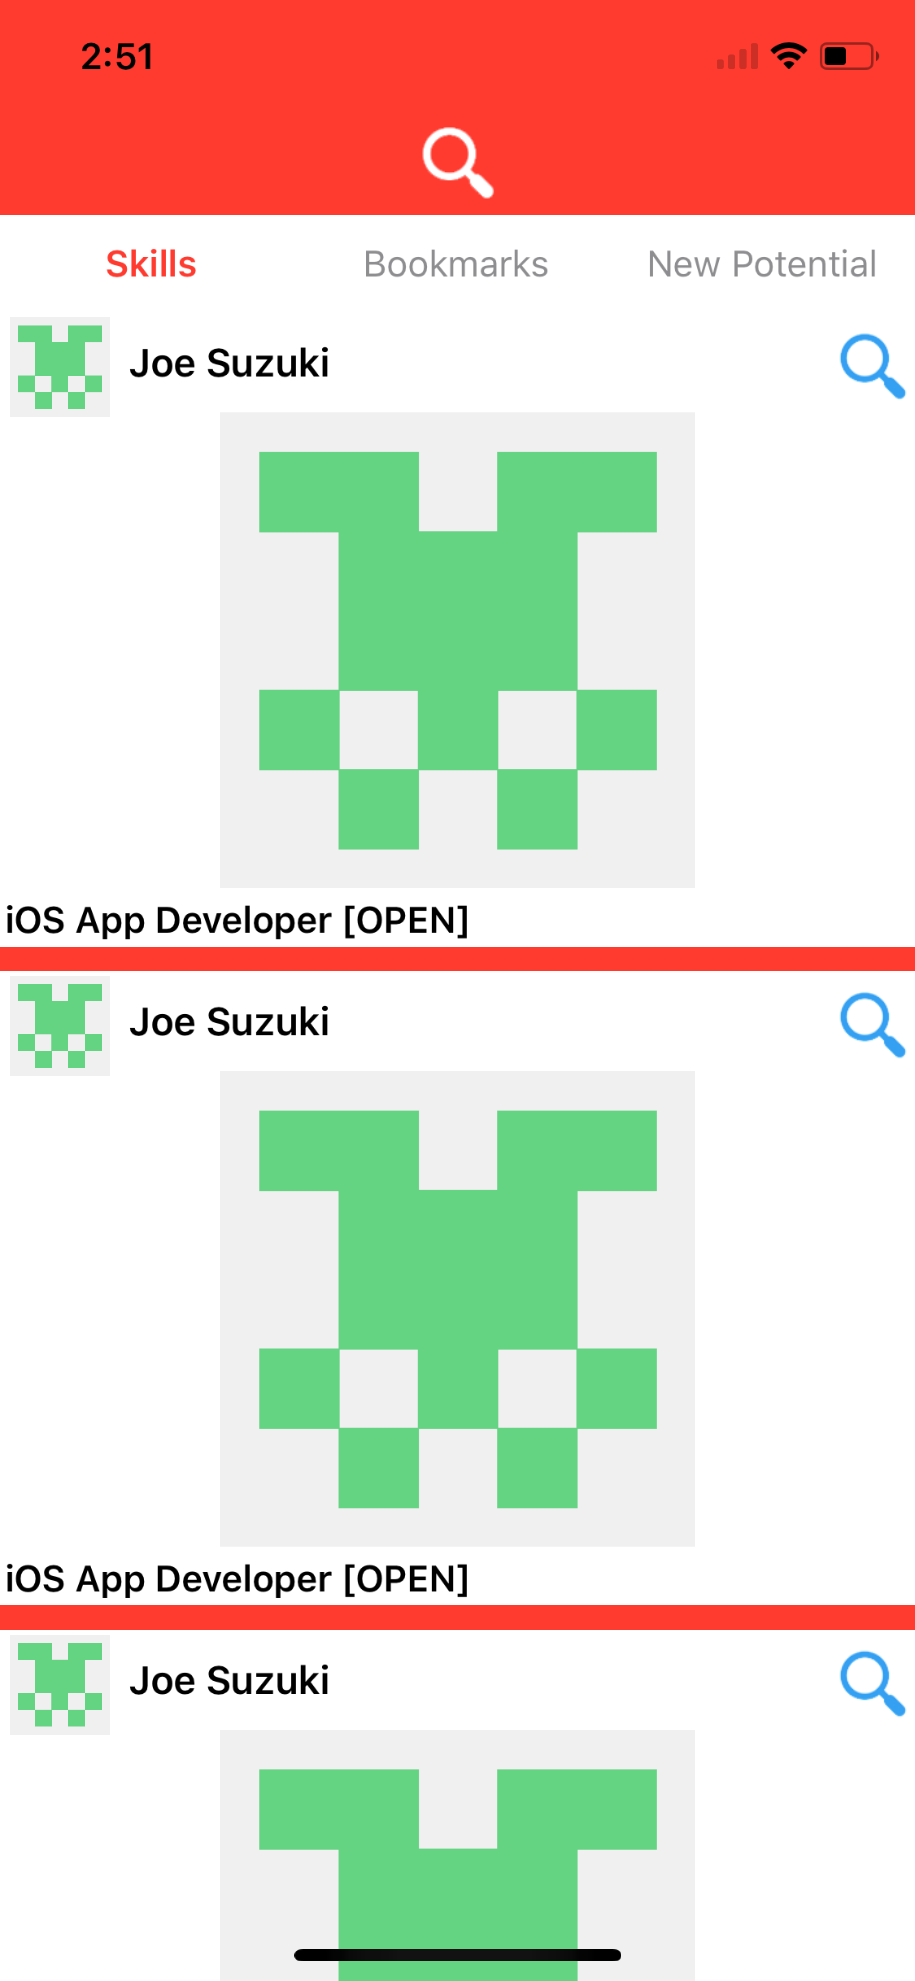 2:51
Skills Bookmarks New Potential
Joe Suzuki
iOS App Developer [OPEN]
Joe Suzuki
iOS App Developer [OPEN]
Joe Suzuki